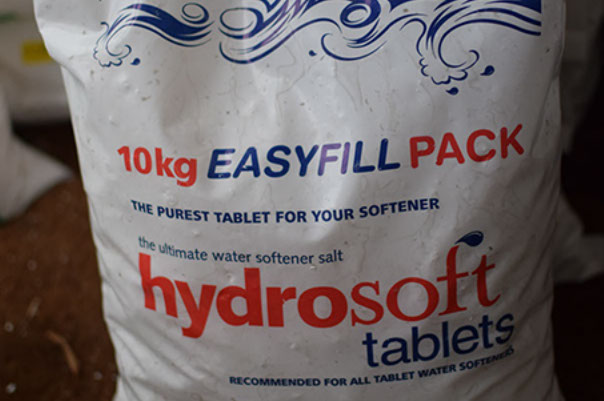 10kg EASYFILL PACK
THE PUREST TABLET FOR YOUR SOFTENER
the ultimate water softener salt
hydrosoft
tablets
RECOMMENDED FOR ALL TABLET WATER SOFTENERS